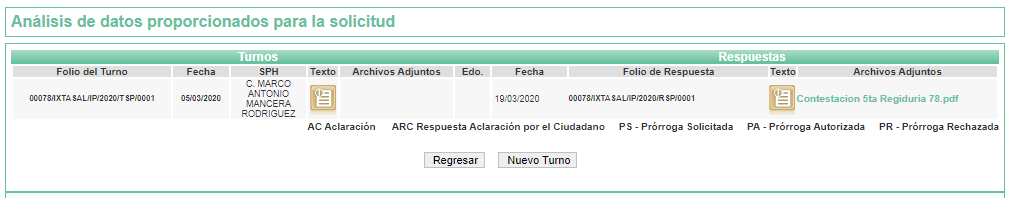 Análisis de datos proporcionados para la solicitud
Turnos Respuestas
Folio del Turno Fecha SPH Texto Archivos Adjuntos Edo. Fecha Folio de Respuesta Texto Archivos Adjuntos
00078/IXTASAL/IP/2020/TSP/0001 05/03/2020 C. MARCO ANTONIO MANCERA RODRIGUEZ 19/03/2020 00078/IXTASAL/IP/2020/RSP/0001 Contestacion 5ta Regiduria 78.pdf
AC Aclaración ARC Respuesta Aclaración por el Ciudadano PS - Prórroga Solicitada PA - Prórroga Autorizada PR - Prórroga Rechazada
Regresar Nuevo Turno